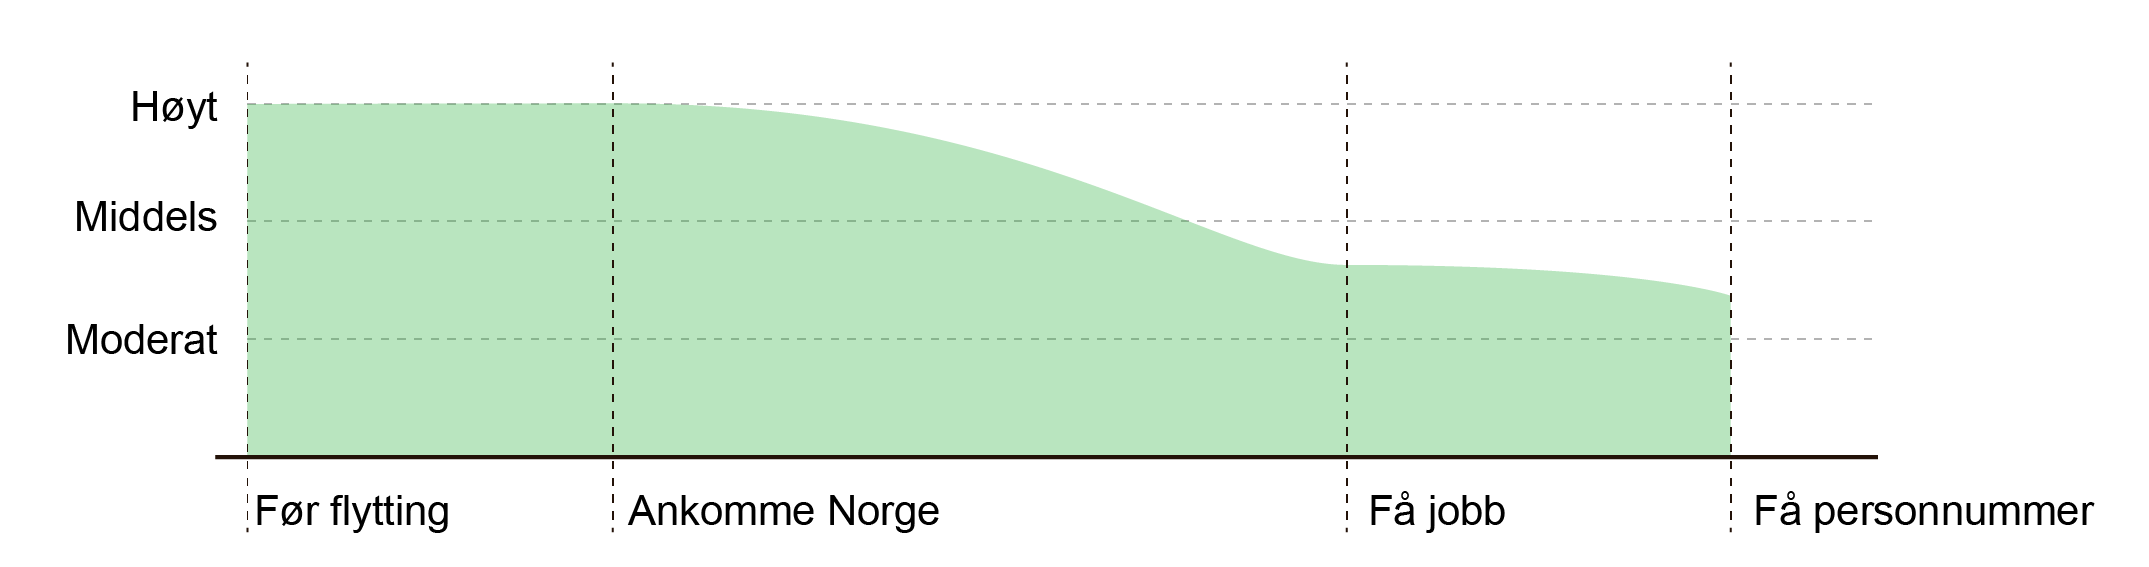 Høyt
Middels
Moderat
Før flytting
Ankomme Norge
Få jobb
Få personnummer